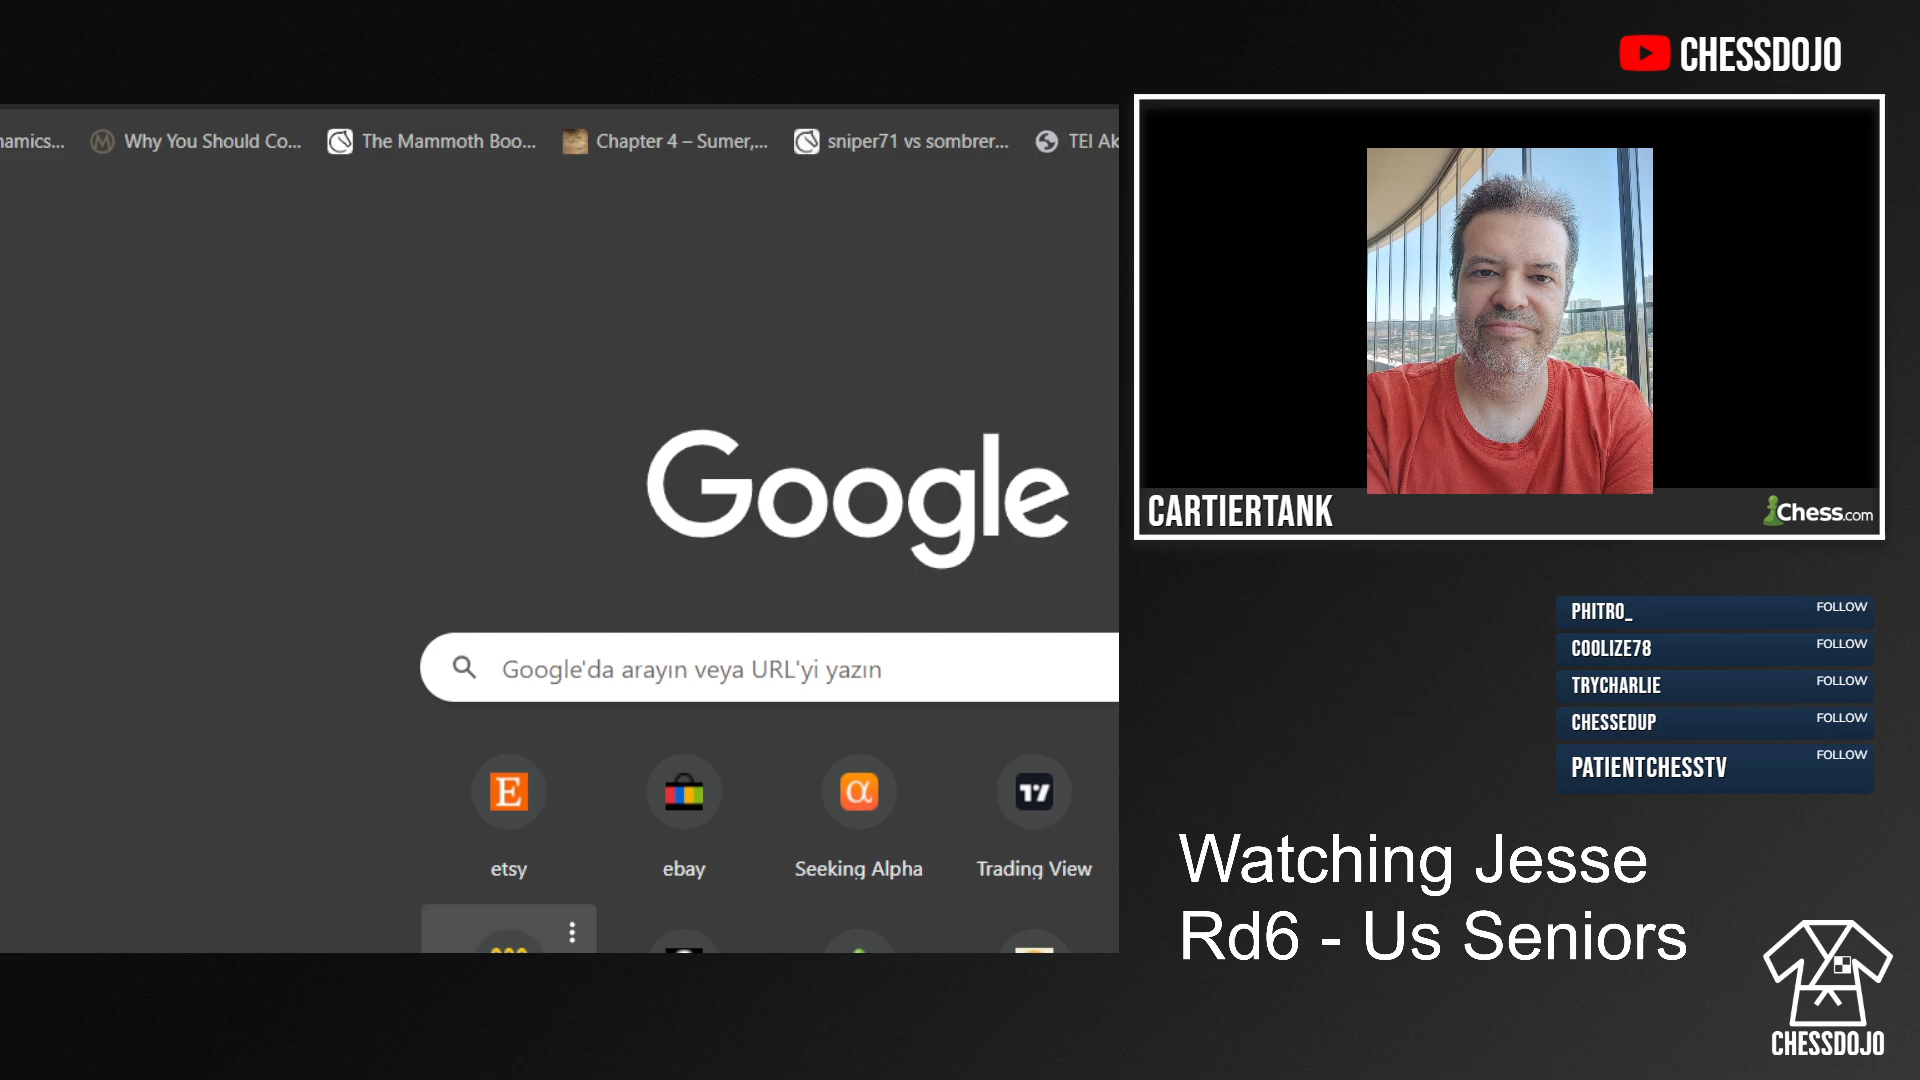 CHESSDOJO
namics...
Why You Should Co...
The Mammoth Boo...
Chapter 4 – Sumer,...
sniper71 vs sombrer...
TEI Ak
Google
Google'da arayın veya URL'yi yazın
etsy
ebay
Seeking Alpha
Trading View
CARTIERTANK
Chess.com
PHITRO_ FOLLOW
COOLIZE78 FOLLOW
TRYCHARLIE FOLLOW
CHESSEDUP FOLLOW
PATIENTCHESSTV FOLLOW
Watching Jesse
Rd6 - Us Seniors
CHESSDOJO